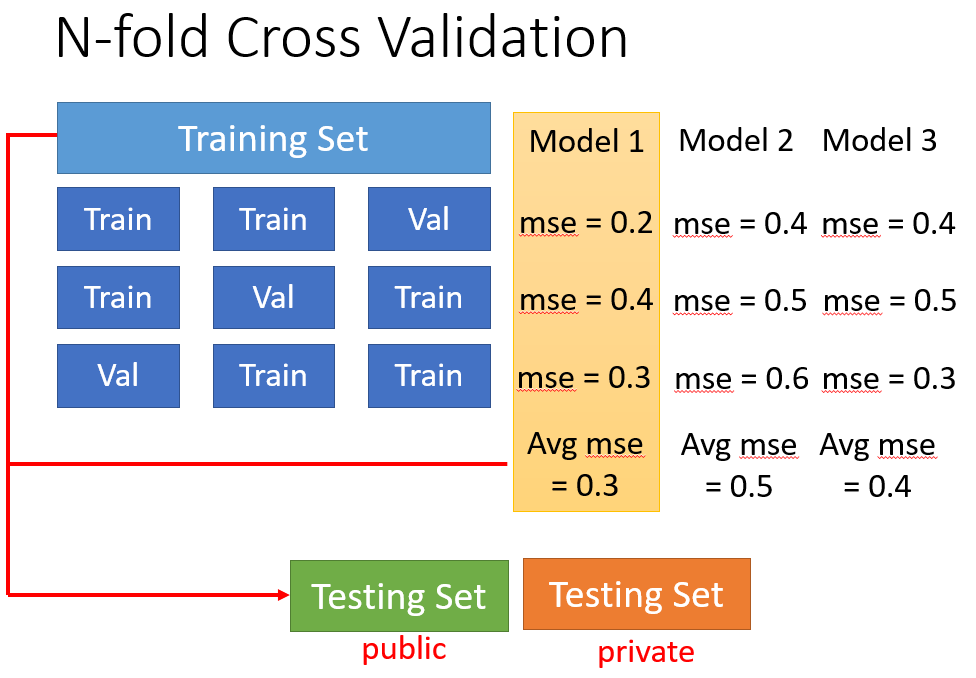 N-fold Cross Validation
Training Set
Model 1 Model 2 Model 3
Train Train Val mse = 0.2 mse = 0.4 mse = 0.4
Train Val Train mse = 0.4 mse = 0.5 mse = 0.5
Val Train Train mse = 0.3 mse = 0.6 mse = 0.3
Avg mse Avg mse Avg mse
= 0.3 = 0.5 = 0.4
Testing Set Testing Set
public private